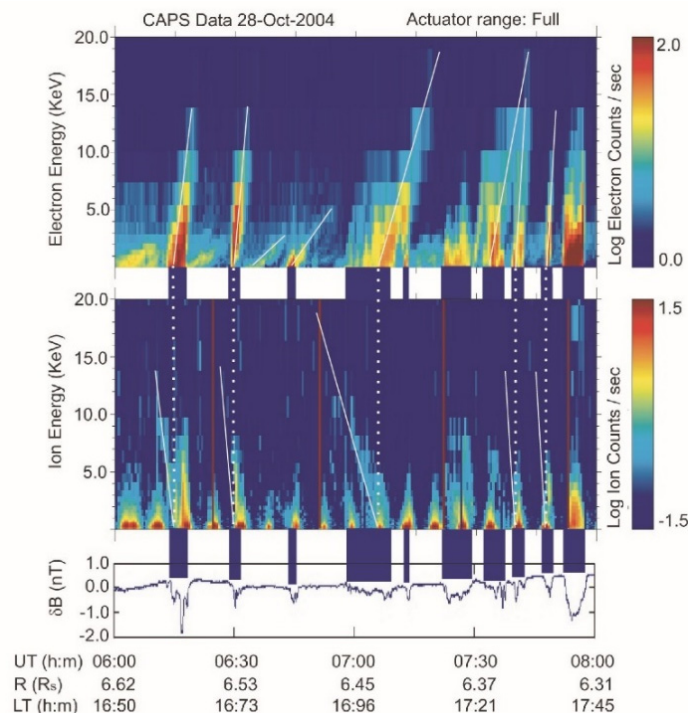 CAPS Data 28-Oct-2004 Actuator range: Full
20.0
15.0
10.0
5.0
Electron Energy (KeV)
2.0
0.0
Log Electron Counts / sec
20.0
15.0
10.0
5.0
Ion Energy (KeV)
1.5
-1.5
Log Ion Counts / sec
1.0
0.0
-1.0
-2.0
δB (nT)
UT (h:m) 06:00 06:30 07:00 07:30 08:00
R (Rs) 6.62 6.53 6.45 6.37 6.31
LT (h:m) 16:50 16:73 16:96 17:21 17:45